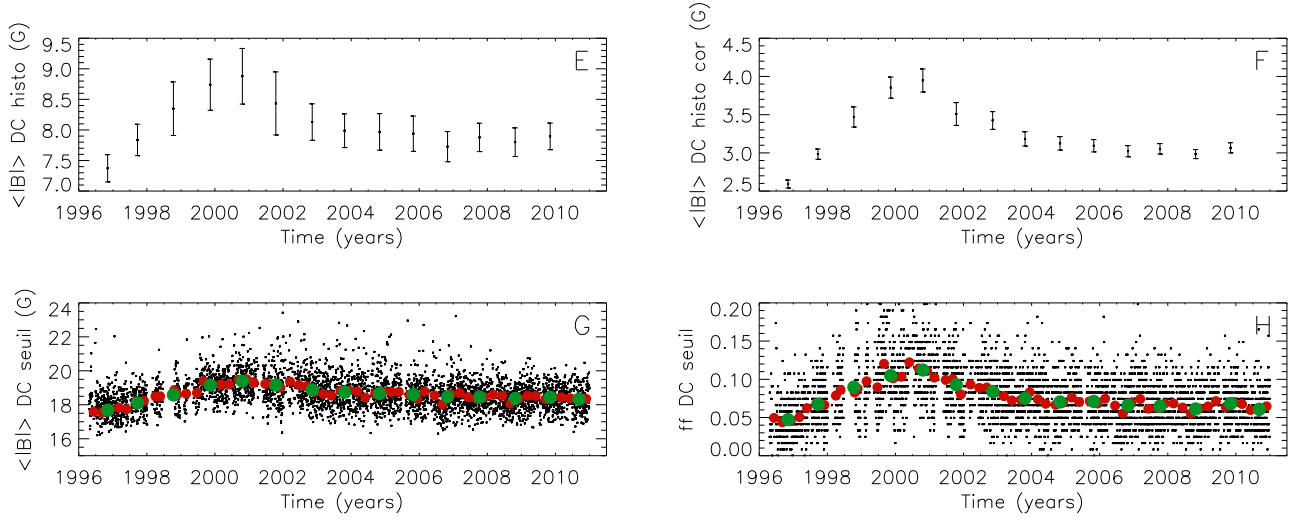 <|B|> DC histo (G)
9.5
9.0
8.5
8.0
7.5
7.0
E
1996 1998 2000 2002 2004 2006 2008 2010
Time (years)
<|B|> DC histo cor (G)
4.5
4.0
3.5
3.0
2.5
F
1996 1998 2000 2002 2004 2006 2008 2010
Time (years)
<|B|> DC seuil (G)
24
22
20
18
16
G
1996 1998 2000 2002 2004 2006 2008 2010
Time (years)
ff DC seuil
0.20
0.15
0.10
0.05
0.00
H
1996 1998 2000 2002 2004 2006 2008 2010
Time (years)